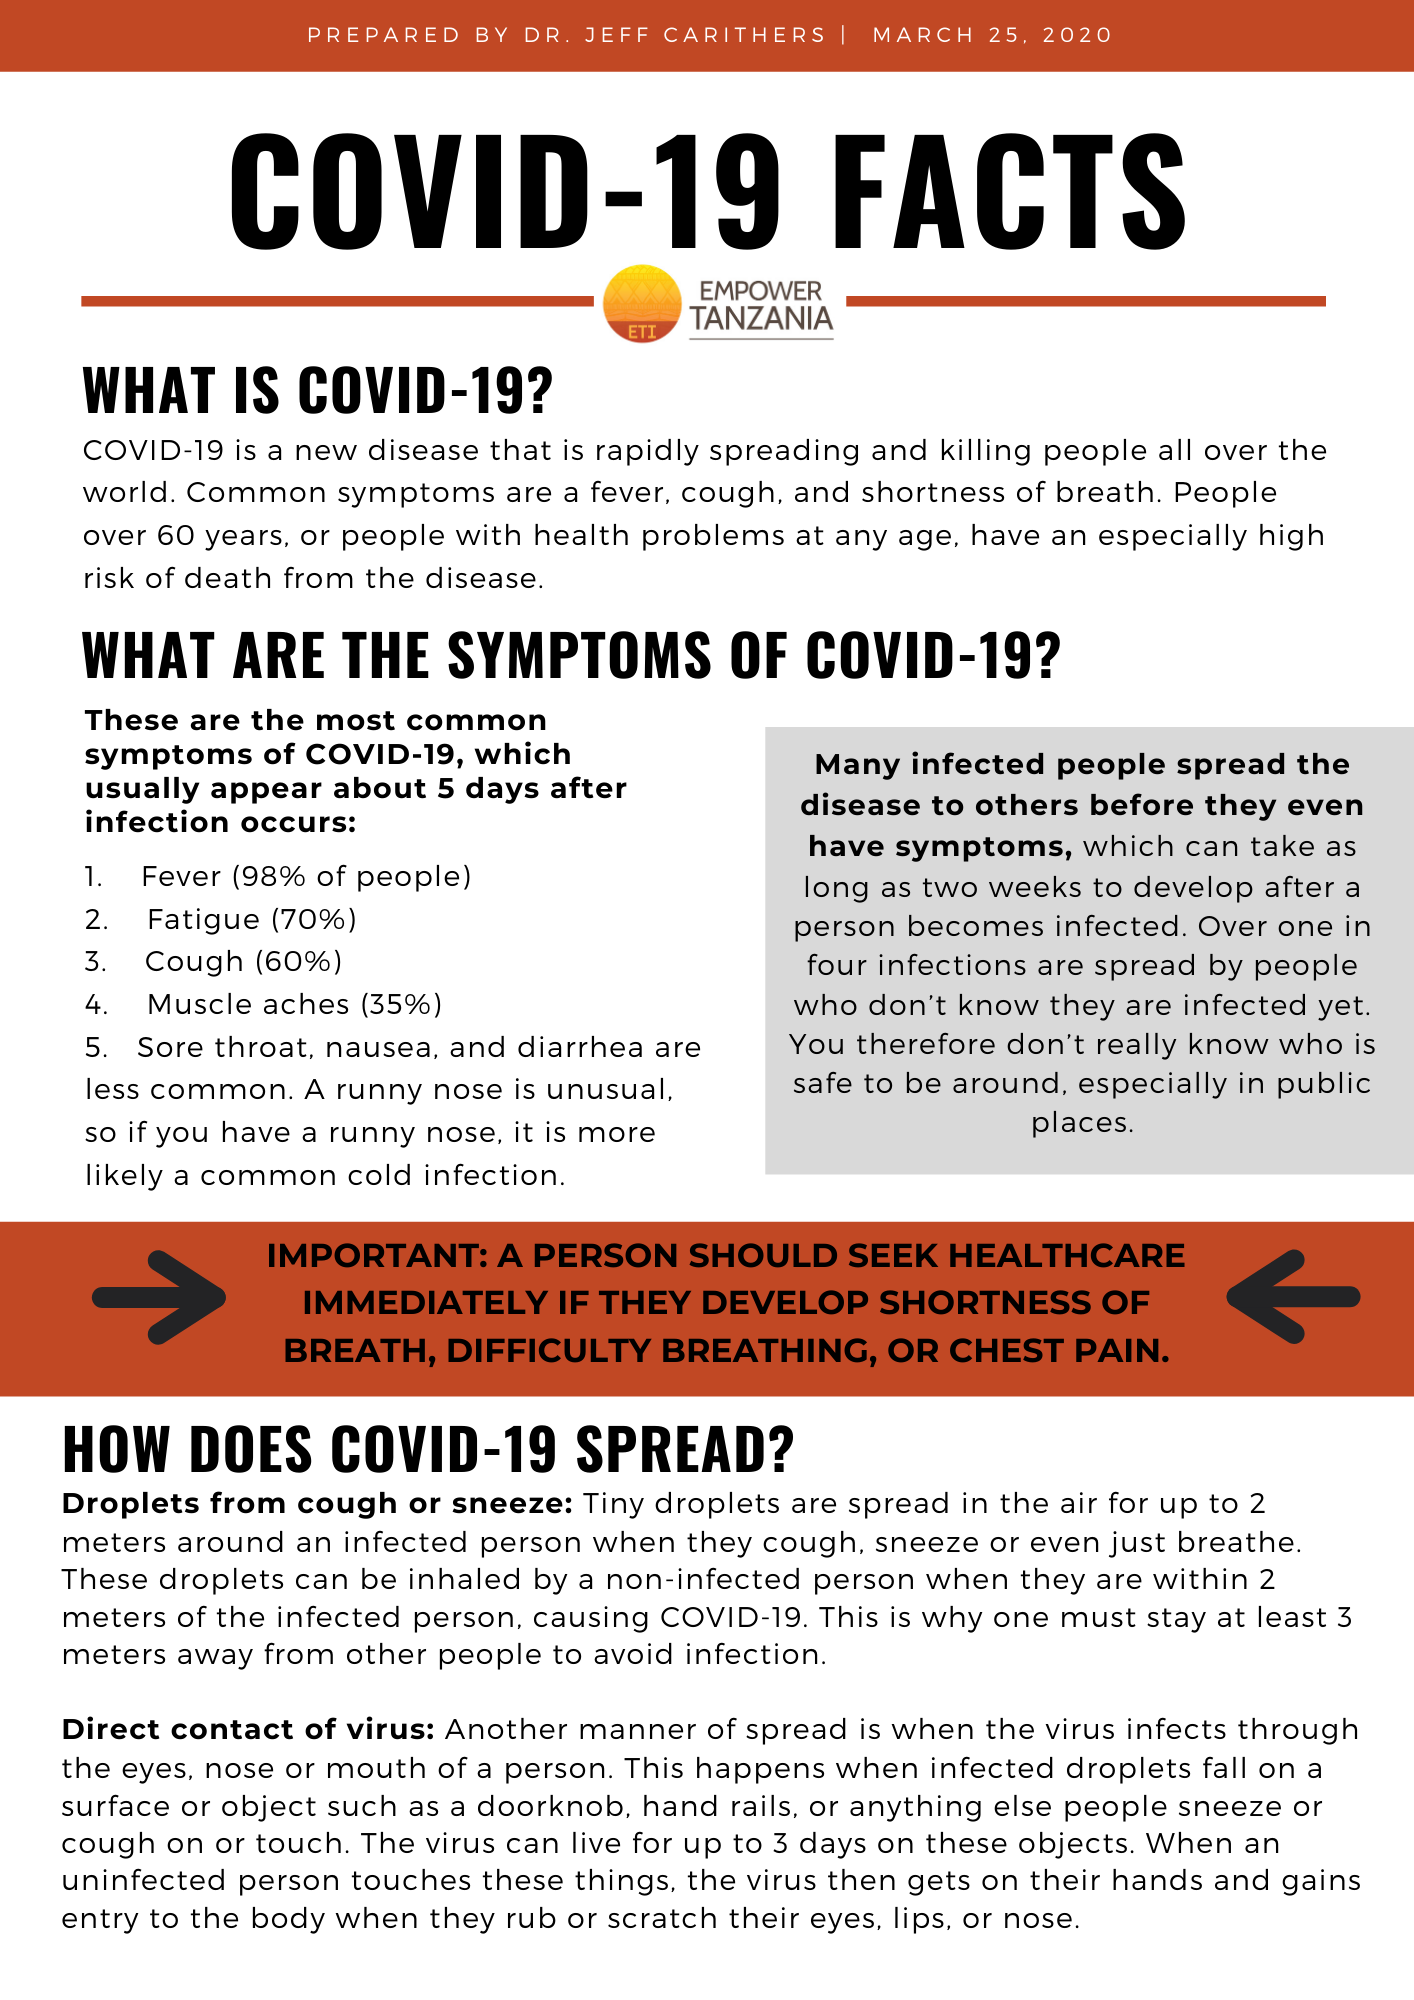 PREPARED BY DR. JEFF CARITHERS | MARCH 25, 2020
COVID-19 FACTS
ETI
EMPOWER
TANZANIA
WHAT IS COVID-19?
COVID-19 is a new disease that is rapidly spreading and killing people all over the
world. Common symptoms are a fever, cough, and shortness of breath. People
over 60 years, or people with health problems at any age, have an especially high
risk of death from the disease.
WHAT ARE THE SYMPTOMS OF COVID-19?
These are the most common
symptoms of COVID-19, which
usually appear about 5 days after
infection occurs:
1. Fever (98% of people)
2. Fatigue (70%)
3. Cough (60%)
4. Muscle aches (35%)
5. Sore throat, nausea, and diarrhea are
less common. A runny nose is unusual,
so if you have a runny nose, it is more
likely a common cold infection.
Many infected people spread the
disease to others before they even
have symptoms, which can take as
long as two weeks to develop after a
person becomes infected. Over one in
four infections are spread by people
who don't know they are infected yet.
You therefore don't really know who is
safe to be around, especially in public
places.
IMPORTANT: A PERSON SHOULD SEEK HEALTHCARE
IMMEDIATELY IF THEY DEVELOP SHORTNESS OF
BREATH, DIFFICULTY BREATHING, OR CHEST PAIN.
HOW DOES COVID-19 SPREAD?
Droplets from cough or sneeze: Tiny droplets are spread in the air for up to 2
meters around an infected person when they cough, sneeze or even just breathe.
These droplets can be inhaled by a non-infected person when they are within 2
meters of the infected person, causing COVID-19. This is why one must stay at least 3
meters away from other people to avoid infection.
Direct contact of virus: Another manner of spread is when the virus infects through
the eyes, nose or mouth of a person. This happens when infected droplets fall on a
surface or object such as a doorknob, hand rails, or anything else people sneeze or
cough on or touch. The virus can live for up to 3 days on these objects. When an
uninfected person touches these things, the virus then gets on their hands and gains
entry to the body when they rub or scratch their eyes, lips, or nose.